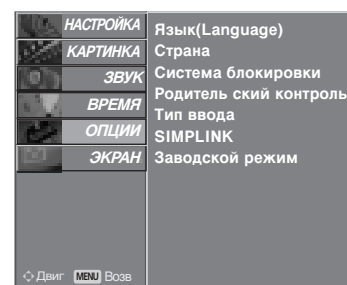 НАСТРОЙКА
КАРТИНКА
ЗВУК
ВРЕМЯ
ОПЦИИ
ЭКРАН
Язык(Language)
Страна
Система блокировки
Родитель ский контроль
Тип ввода
SIMPLINK
Заводской режим
Двиг MENU Возв